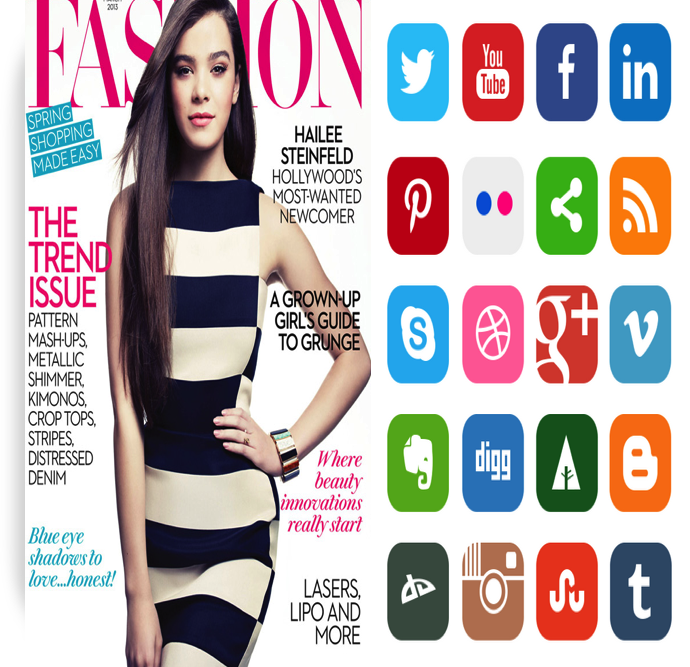 MARCH
2013
FASHION
SPRING
SHOPPING
MADE EASY
HAILEE
STEINFELD
HOLLYWOOD'S
MOST-WANTED
NEWCOMER
THE
TREND
ISSUE
PATTERN
MASH-UPS,
METALLIC
SHIMMER,
KIMONOS,
CROP TOPS,
STRIPES,
DISTRESSED
DENIM
A GROWN-UP
GIRL'S GUIDE
TO GRUNGE
Where
beauty
innovations
really start
Blue eye
shadows to
love...honest!
LASERS,
LIPO AND
MORE
You
Tube
f
in
P
S
g+
v
digg
B
t